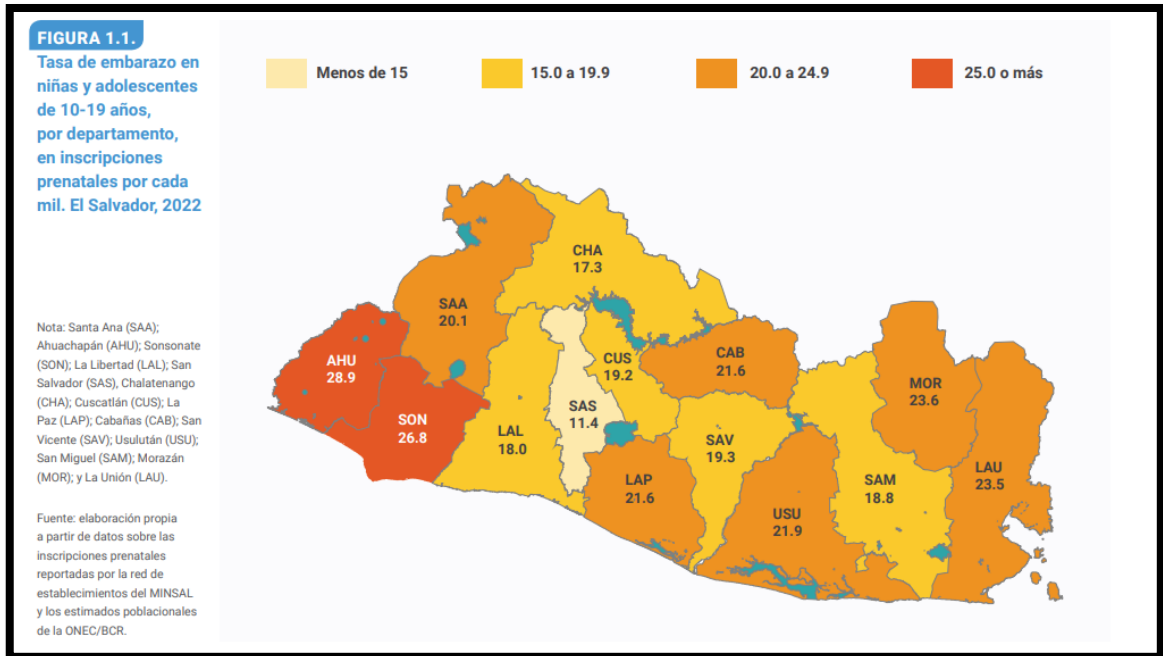 FIGURA 1.1.
Tasa de embarazo en
niñas y adolescentes
de 10-19 años,
por departamento,
en inscripciones
prenatales por cada
mil. El Salvador, 2022
Menos de 15
15.0 a 19.9
20.0 a 24.9
25.0 o más
CHA
17.3
SAA
20.1
AHU
28.9
SON
26.8
LAL
18.0
SAS
11.4
CUS
19.2
CAB
21.6
LAP
21.6
SAV
19.3
USU
21.9
SAM
18.8
MOR
23.6
LAU
23.5
Nota: Santa Ana (SAA);
Ahuachapán (AHU); Sonsonate
(SON); La Libertad (LAL); San
Salvador (SAS), Chalatenango
(CHA); Cuscatlán (CUS); La
Paz (LAP); Cabañas (CAB); San
Vicente (SAV); Usulután (USU);
San Miguel (SAM); Morazán
(MOR); y La Unión (LAU).
Fuente: elaboración propia
a partir de datos sobre las
inscripciones prenatales
reportadas por la red de
establecimientos del MINSAL
y los estimados poblacionales
de la ONEC/BCR.